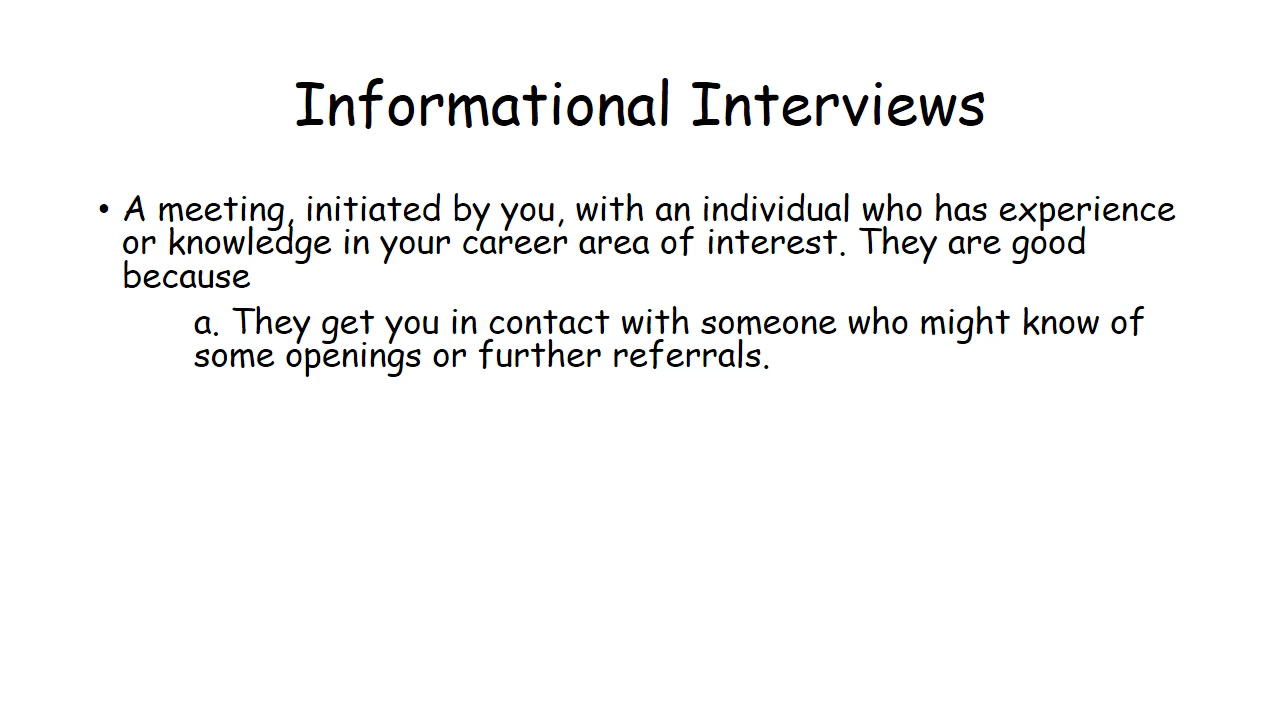 Informational Interviews
• A meeting, initiated by you, with an individual who has experience
or knowledge in your career area of interest. They are good
because
a. They get you in contact with someone who might know of
some openings or further referrals.